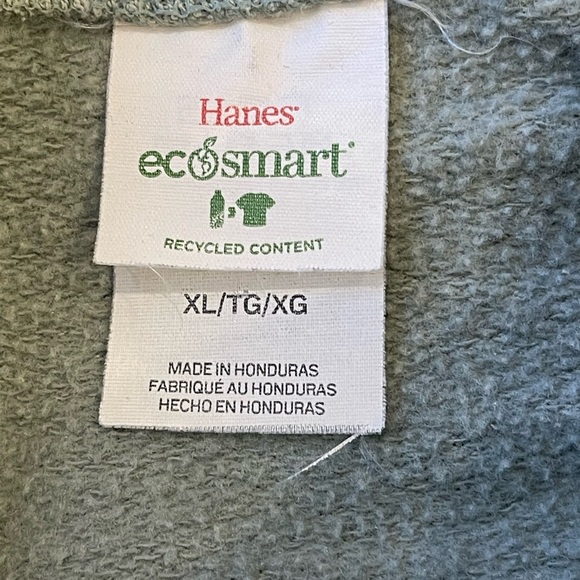 Hanes
ecosmart
RECYCLED CONTENT
XL/TG/XG
MADE IN HONDURAS
FABRIQUÉ AU HONDURAS
HECHO EN HONDURAS